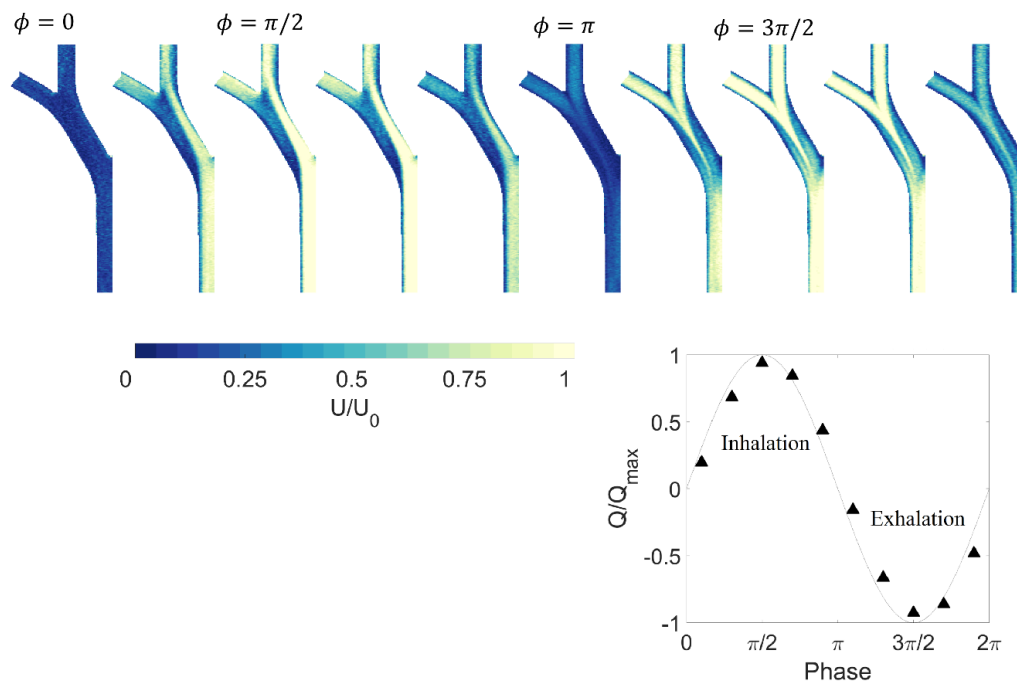 ϕ = 0
ϕ = π/2
ϕ = π
ϕ = 3π/2
0
0.25
0.5
0.75
1
U/U₀
1
0.5
0
-0.5
-1
Q/Qmax
Inhalation
Exhalation
0
π/2
π
3π/2
2π
Phase